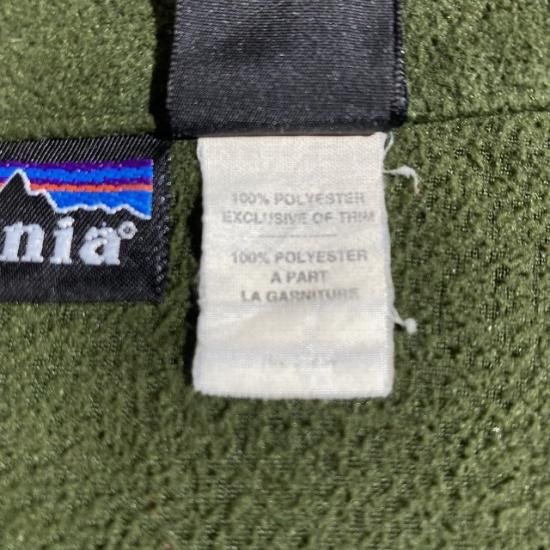 nia®
100% POLYESTER
EXCLUSIVE OF TRIM
100% POLYESTER
A PART
LA GARNITURE